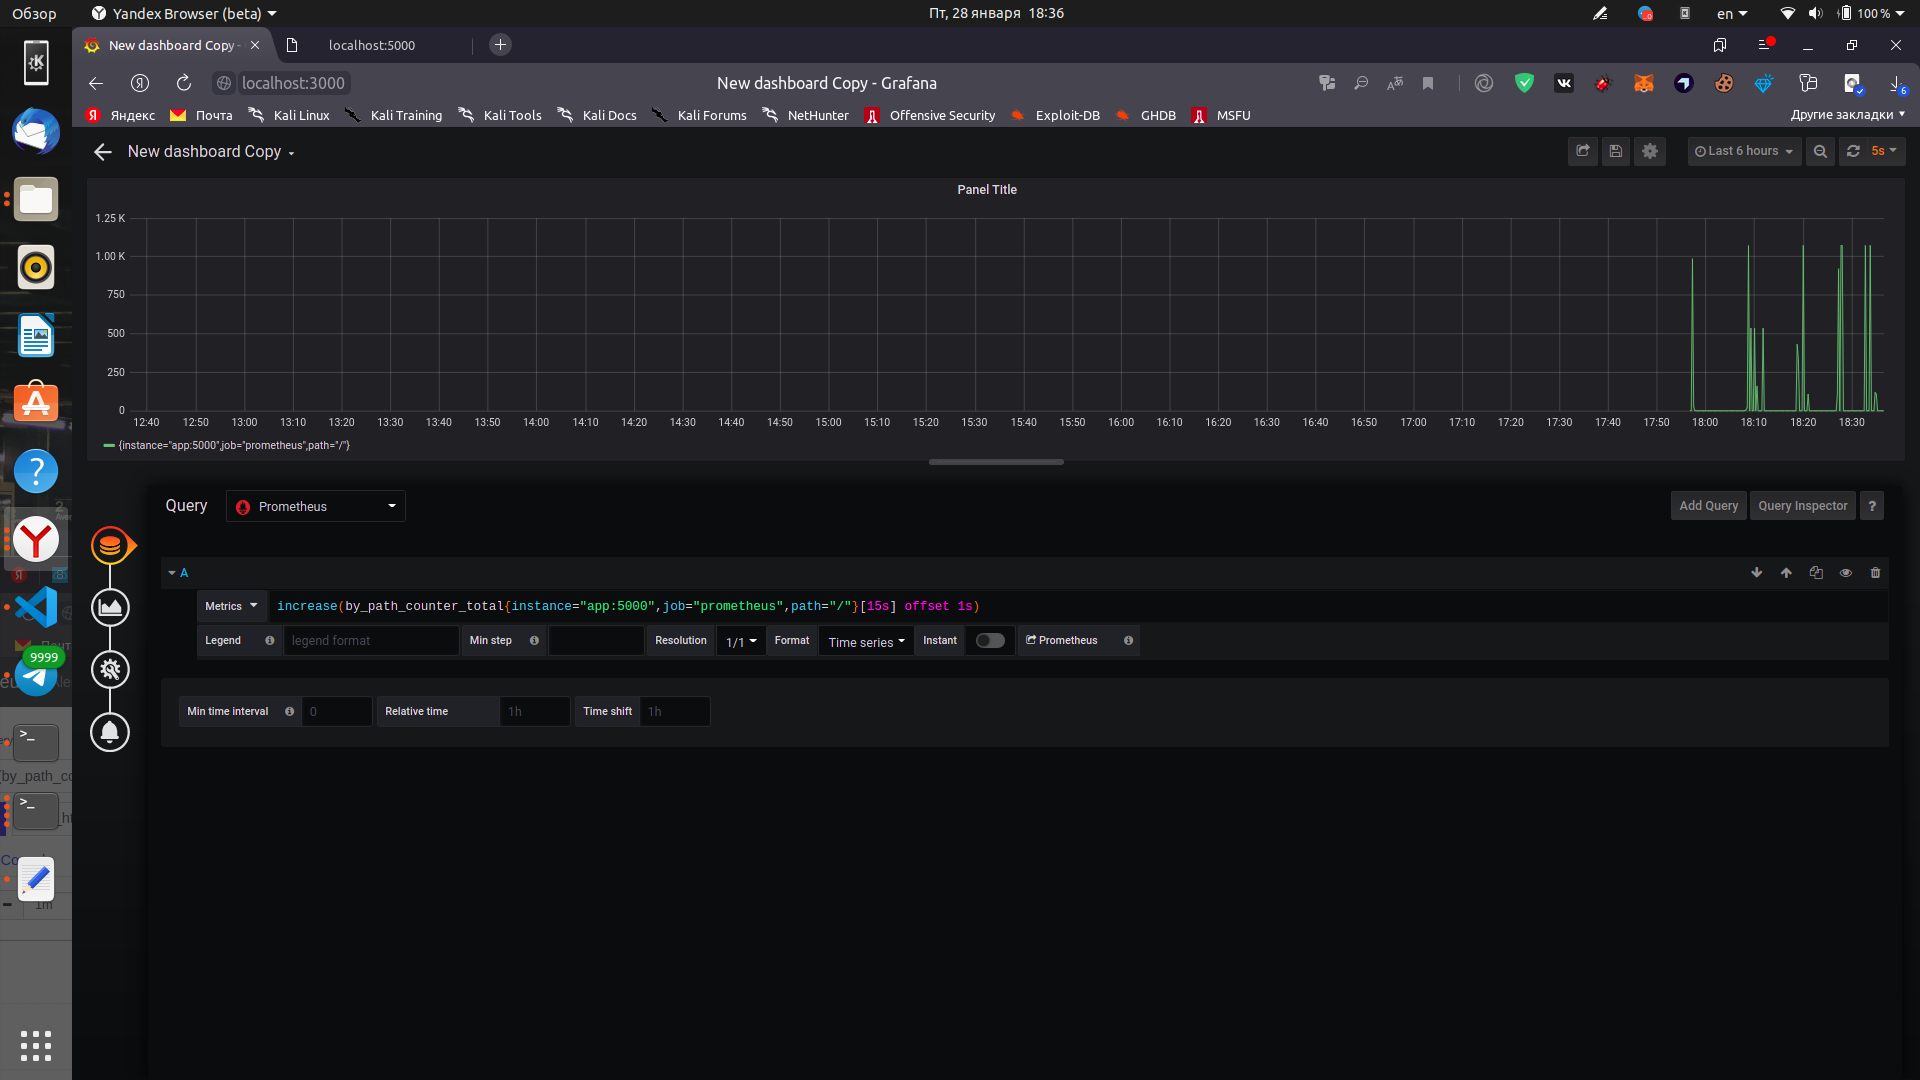 Обзор Yandex Browser (beta) Пт, 28 января 18:36 en 100 %
New dashboard Copy - localhost:5000
localhost:3000 New dashboard Copy - Grafana
Яндекс Почта Kali Linux Kali Training Kali Tools Kali Docs Kali Forums NetHunter Offensive Security Exploit-DB GHDB MSFU Другие закладки
New dashboard Copy Last 6 hours 5s
Panel Title
1.25 K
1.00 K
750
500
250
0
12:40 12:50 13:00 13:10 13:20 13:30 13:40 13:50 14:00 14:10 14:20 14:30 14:40 14:50 15:00 15:10 15:20 15:30 15:40 15:50 16:00 16:10 16:20 16:30 16:40 16:50 17:00 17:10 17:20 17:30 17:40 17:50 18:00 18:10 18:20 18:30
{instance="app:5000",job="prometheus",path="/"}
Query Prometheus Add Query Query Inspector ?
A
Metrics increase(by_path_counter_total{instance="app:5000",job="prometheus",path="/"}[15s] offset 1s)
Legend legend format Min step Resolution 1/1 Format Time series Instant Prometheus
Min time interval 0 Relative time 1h Time shift 1h
9999
(by_path_co
1m